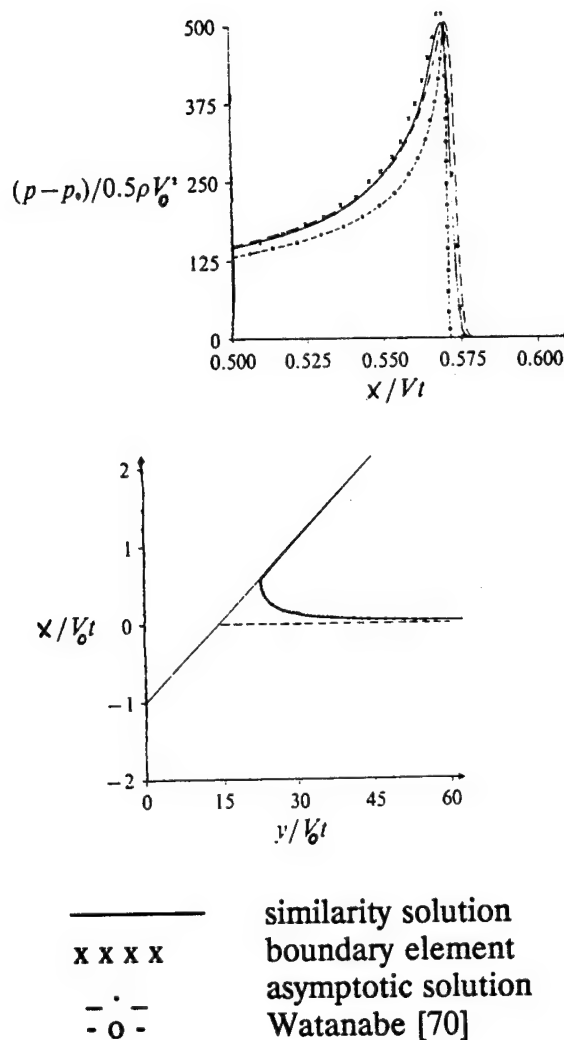 500
375
(p−p₀)/0.5ρV₀²
250
125
0
0.500 0.525 0.550 0.575 0.600
x/Vt
2
1
x/V₀t
0
−1
−2
0 15 30 45 60
y/V₀t
similarity solution
x x x x boundary element
asymptotic solution
- o - Watanabe [70]